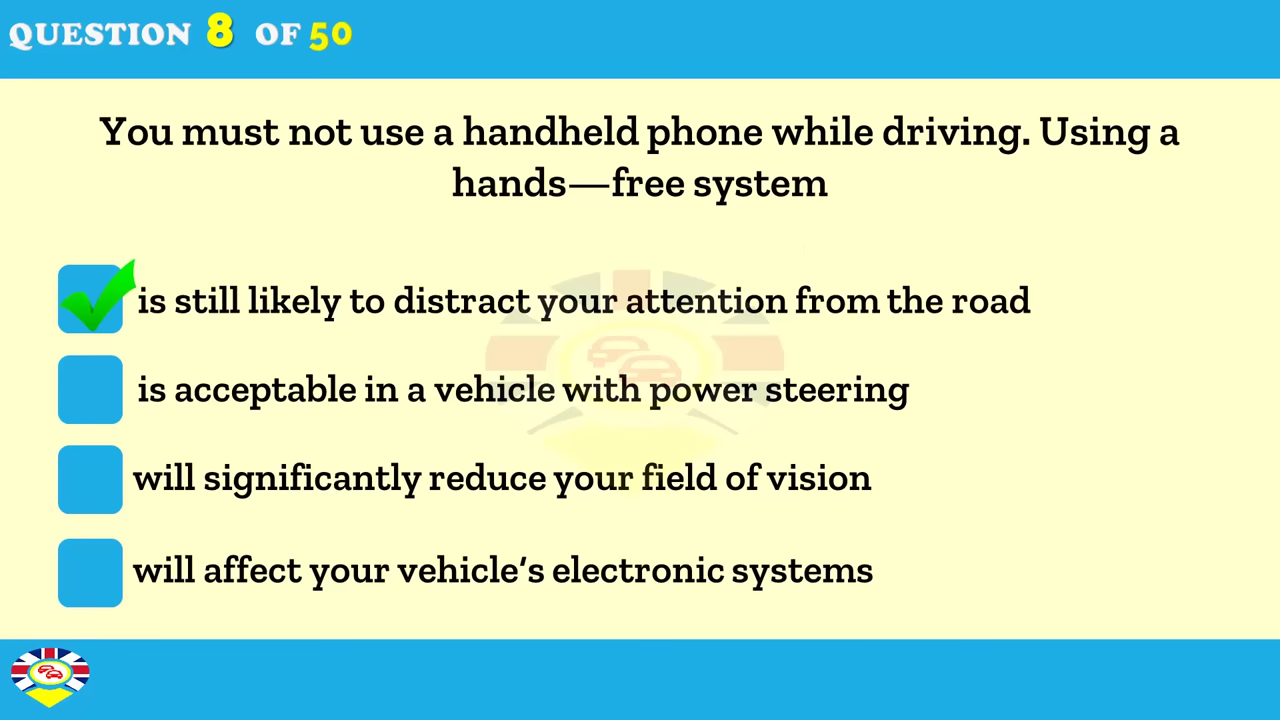 QUESTION 8 OF 50
You must not use a handheld phone while driving. Using a
hands—free system
is still likely to distract your attention from the road
is acceptable in a vehicle with power steering
will significantly reduce your field of vision
will affect your vehicle's electronic systems